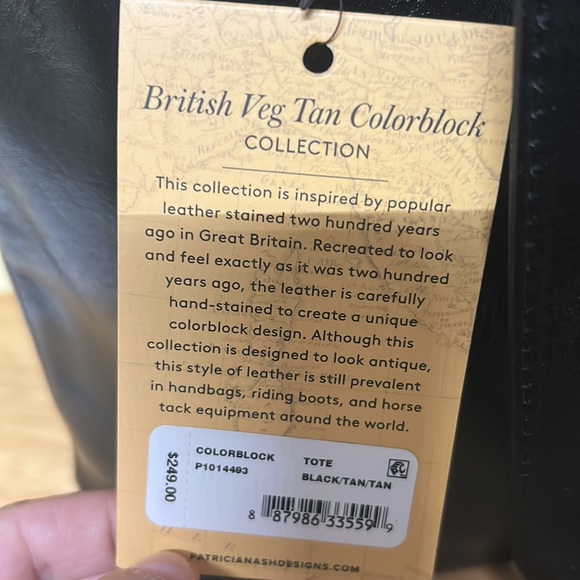 British Veg Tan Colorblock
COLLECTION
This collection is inspired by popular
leather stained two hundred years
ago in Great Britain. Recreated to look
and feel exactly as it was two hundred
years ago, the leather is carefully
hand-stained to create a unique
colorblock design. Although this
collection is designed to look antique,
this style of leather is still prevalent
in handbags, riding boots, and horse
tack equipment around the world.
$249.00
COLORBLOCK
P1014493
TOTE
BLACK/TAN/TAN
8 87986 33559 9
PATRICIANASHDESIGNS.COM